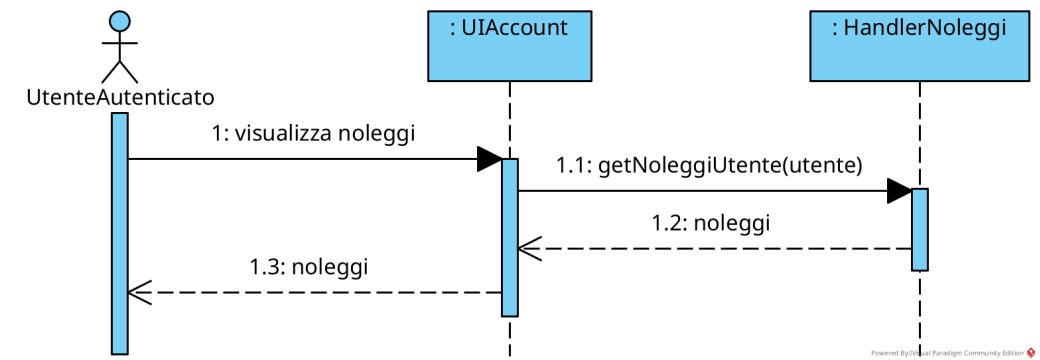 : UIAccount
: HandlerNoleggi
UtenteAutenticato
1: visualizza noleggi
1.1: getNoleggiUtente(utente)
1.2: noleggi
1.3: noleggi
Powered By Visual Paradigm Community Edition